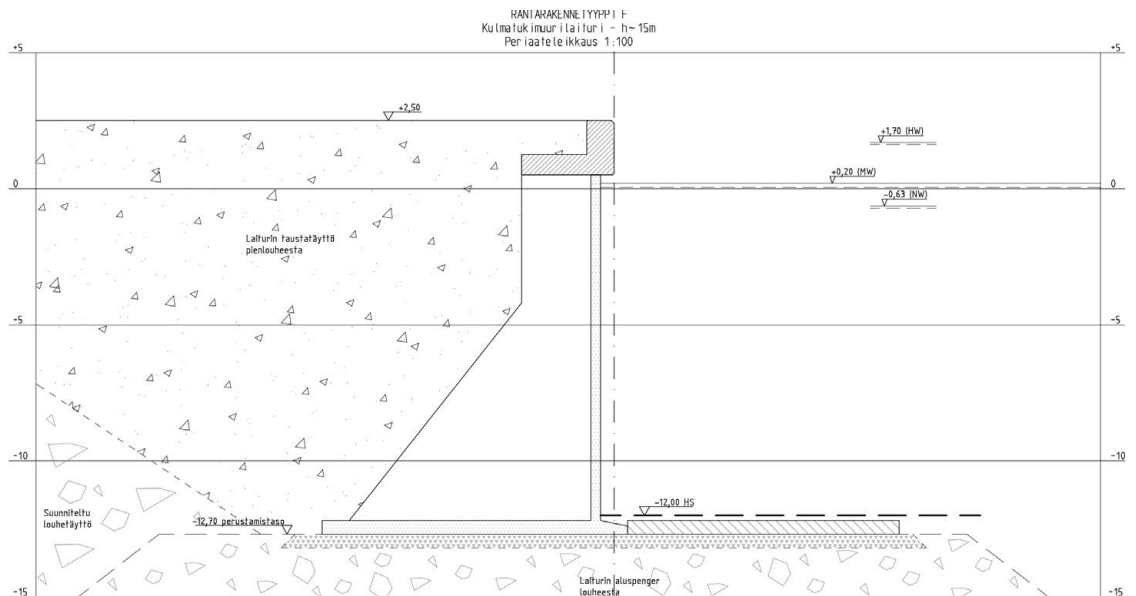 RANTARAKENNETYYPPI F
Kulmatukimuurilaituri - h~ 15m
Periaateleikkaus 1:100
+5
+5
+2,50
+1,70 (HW)
+0,20 (MW)
0
0
-0,63 (NW)
Laiturin taustatäyttö
pienlouheesta
-5
-5
-10
-10
-12,00 HS
Suunniteltu
louhetäyttö
-12,70 perustamistaso
Laiturin aluspenger
louheesta
-15
-15